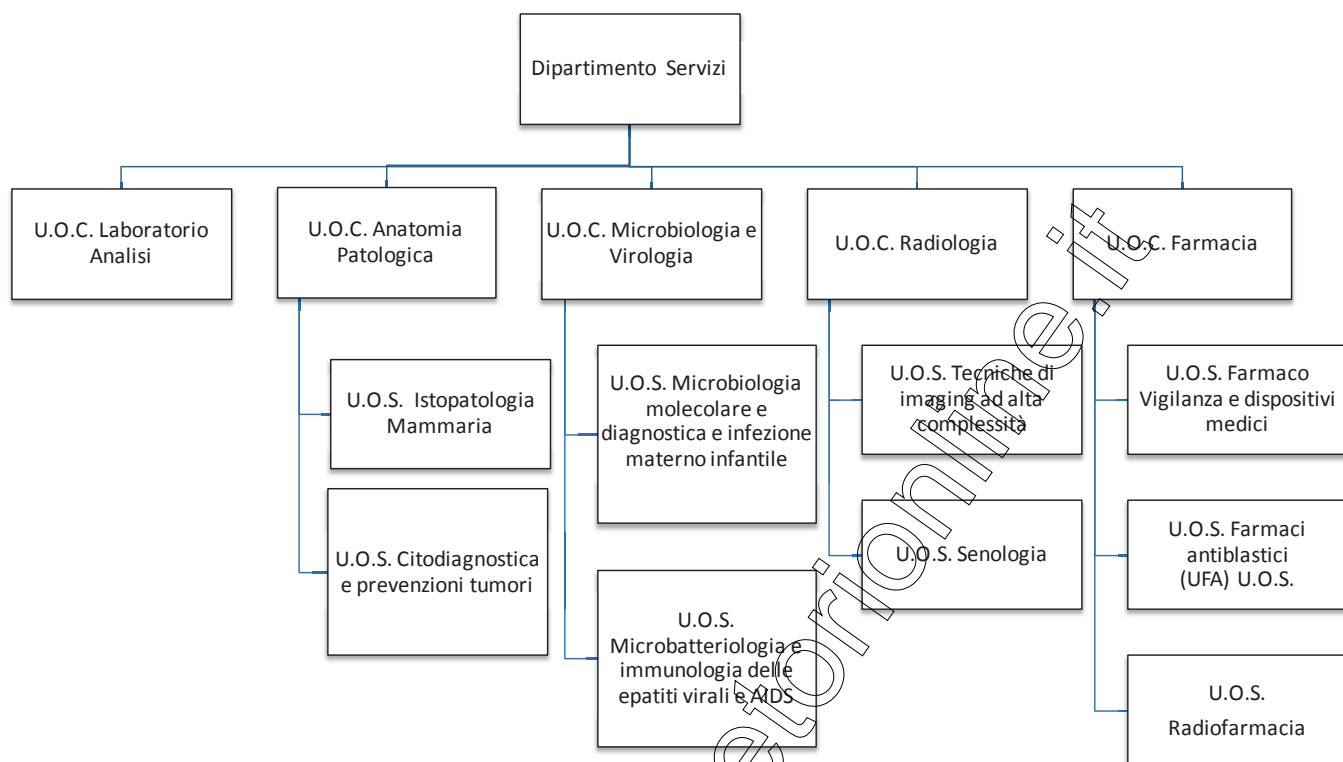 Dipartimento Servizi
U.O.C. Laboratorio
Analisi
U.O.C. Anatomia
Patologica
U.O.C. Microbiologia e
Virologia
U.O.C. Radiologia
U.O.C. Farmacia
U.O.S. Istopatologia
Mammaria
U.O.S. Citodiagnostica
e prevenzioni tumori
U.O.S. Microbiologia
molecolare e
diagnostica e infezione
materno infantile
U.O.S.
Microbatteriologia e
immunologia delle
epatiti virali e AIDS
U.O.S. Tecniche di
imaging ad alta
complessità
U.O.S. Senologia
U.O.S. Farmaco
Vigilanza e dispositivi
medici
U.O.S. Farmaci
antiblastici
(UFA) U.O.S.
U.O.S.
Radiofarmacia
etorionline.it